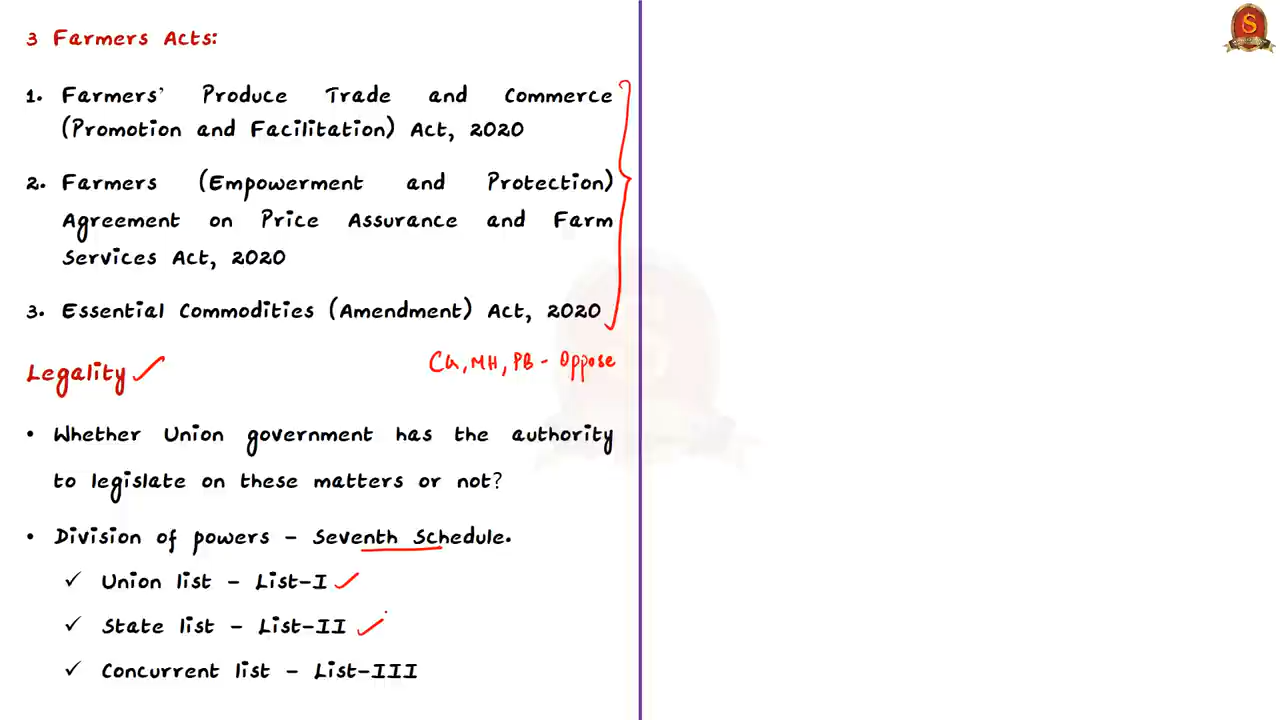 3 Farmers Acts:
1. Farmers' Produce Trade and Commerce
(Promotion and Facilitation) Act, 2020
2. Farmers (Empowerment and Protection)
Agreement on Price Assurance and Farm
Services Act, 2020
3. Essential Commodities (Amendment) Act, 2020
CG, MH, PB - Oppose
Legality ✓
• Whether Union government has the authority
to legislate on these matters or not?
• Division of powers - Seventh Schedule.
✓ Union list - List-I ✓
✓ State list - List-II ✓
✓ Concurrent list - List-III